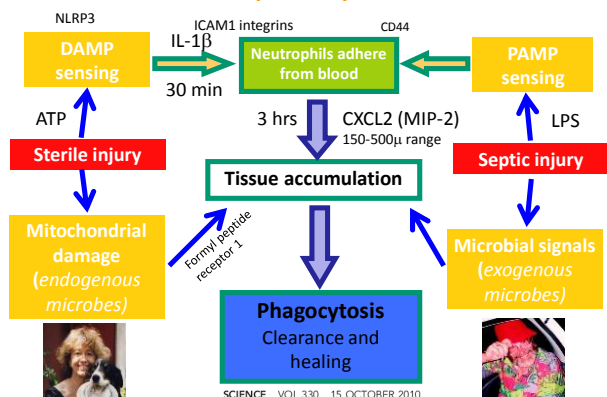 NLRP3
ICAM1 integrins
CD44
DAMP
sensing
IL-1β
30 min
Neutrophils adhere
from blood
PAMP
sensing
ATP
3 hrs
CXCL2 (MIP-2)
150-500µ range
LPS
Sterile injury
Septic injury
Tissue accumulation
Mitochondrial
damage
(endogenous
microbes)
Formyl peptide
receptor 1
Microbial signals
(exogenous
microbes)
Phagocytosis
Clearance and
healing
SCIENCE VOL 330 15 OCTOBER 2010